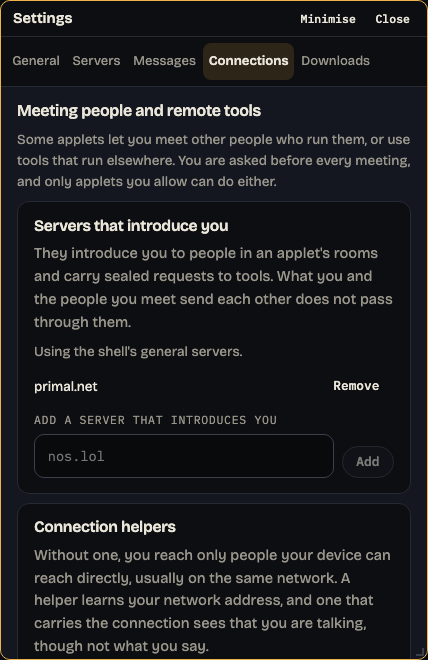 Settings
Minimise
Close
General
Servers
Messages
Connections
Downloads
Meeting people and remote tools
Some applets let you meet other people who run them, or use
tools that run elsewhere. You are asked before every meeting,
and only applets you allow can do either.
Servers that introduce you
They introduce you to people in an applet's rooms
and carry sealed requests to tools. What you and
the people you meet send each other does not pass
through them.
Using the shell's general servers.
primal.net
Remove
ADD A SERVER THAT INTRODUCES YOU
nos.lol
Add
Connection helpers
Without one, you reach only people your device can
reach directly, usually on the same network. A
helper learns your network address, and one that
carries the connection sees that you are talking,
though not what you say.